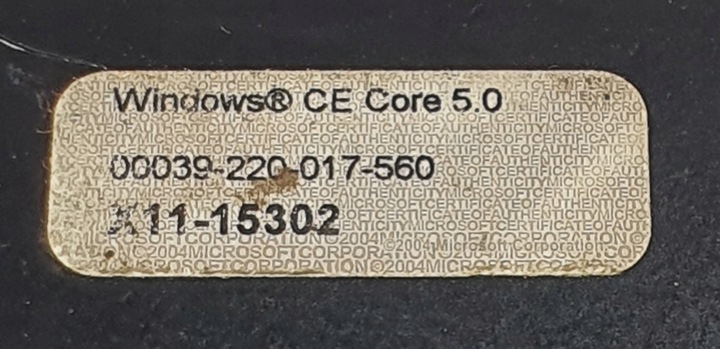 Windows® CE Core 5.0
00039-220-017-560
X11-15302
©2004 Microsoft Corporation